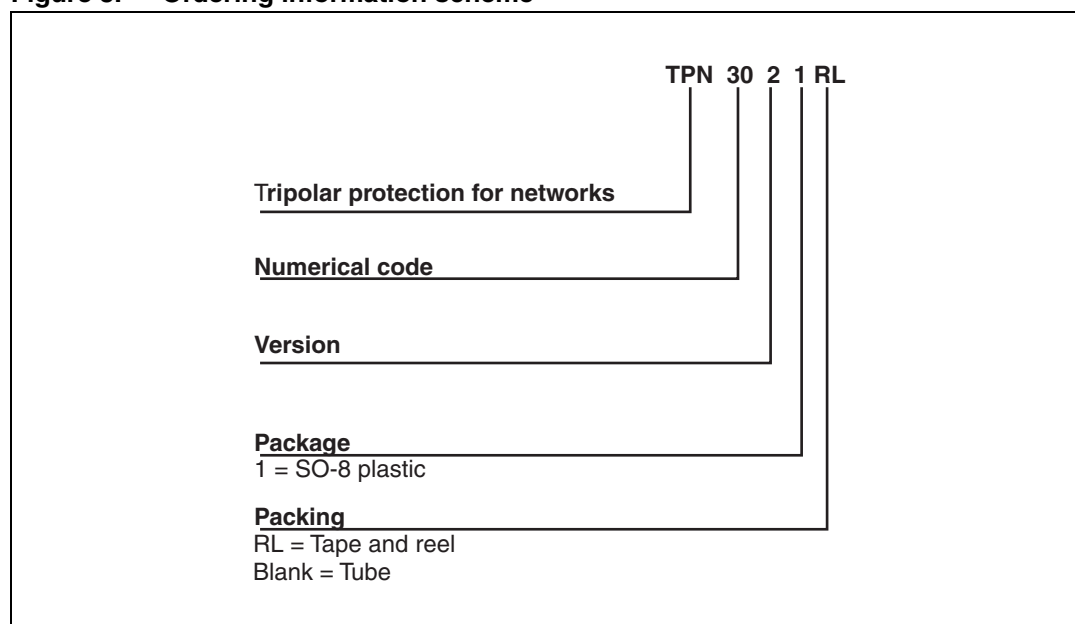 TPN 30 2 1 RL
Tripolar protection for networks
Numerical code
Version
Package
1 = SO-8 plastic
Packing
RL = Tape and reel
Blank = Tube